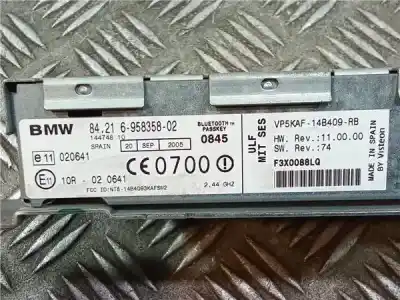 BMW 84.21 6-958358-02
144748 10
SPAIN 20 SEP 2005
BLUETOOTH™
PASSKEY
0845
e11 020641
E11 10R - 02 0641
CE0700!
2.44 GHZ
ULF
MIT SES
VP5KAF-14B409-RB
HW. Rev.: 11.00.00
SW. Rev.: 74
F3X0088LQ
MADE IN SPAIN
BY Visteon